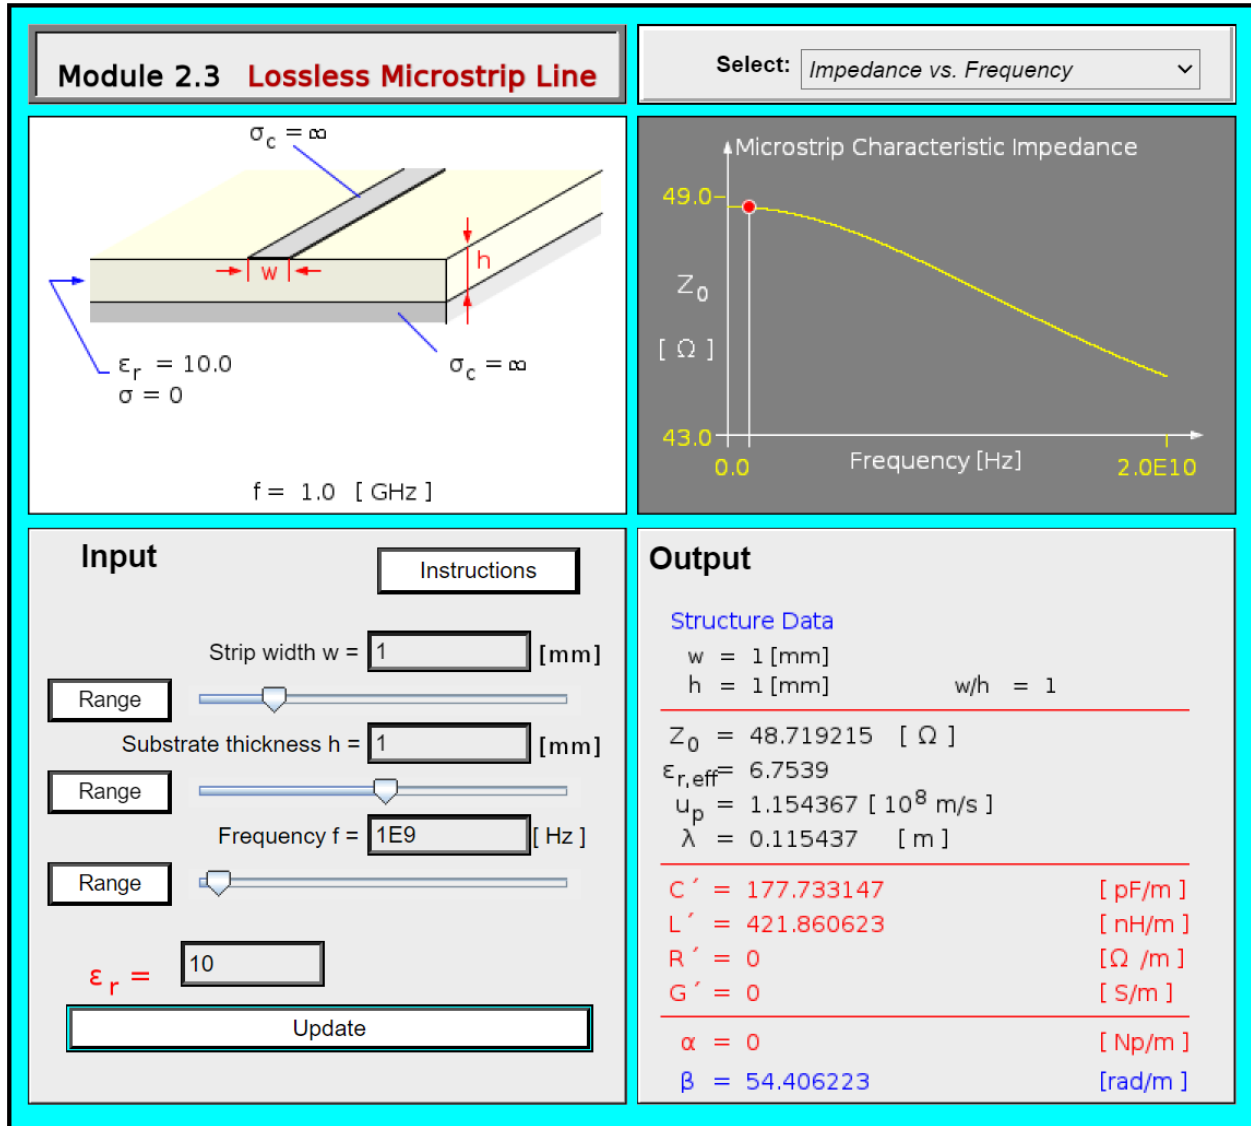 Module 2.3 Lossless Microstrip Line
Select: Impedance vs. Frequency
σc = ∞
w
h
εr = 10.0
σ = 0
σc = ∞
f = 1.0 [ GHz ]
Microstrip Characteristic Impedance
49.0
Z0
[ Ω ]
43.0
0.0
Frequency [Hz]
2.0E10
Input
Instructions
Strip width w = 1 [mm]
Range
Substrate thickness h = 1 [mm]
Range
Frequency f = 1E9 [ Hz ]
Range
εr = 10
Update
Output
Structure Data
w = 1 [mm]
h = 1 [mm] w/h = 1
Z0 = 48.719215 [ Ω ]
εr,eff= 6.7539
up = 1.154367 [ 10^8 m/s ]
λ = 0.115437 [ m ]
C´ = 177.733147 [ pF/m ]
L´ = 421.860623 [ nH/m ]
R´ = 0 [Ω /m ]
G´ = 0 [ S/m ]
α = 0 [ Np/m ]
β = 54.406223 [rad/m ]